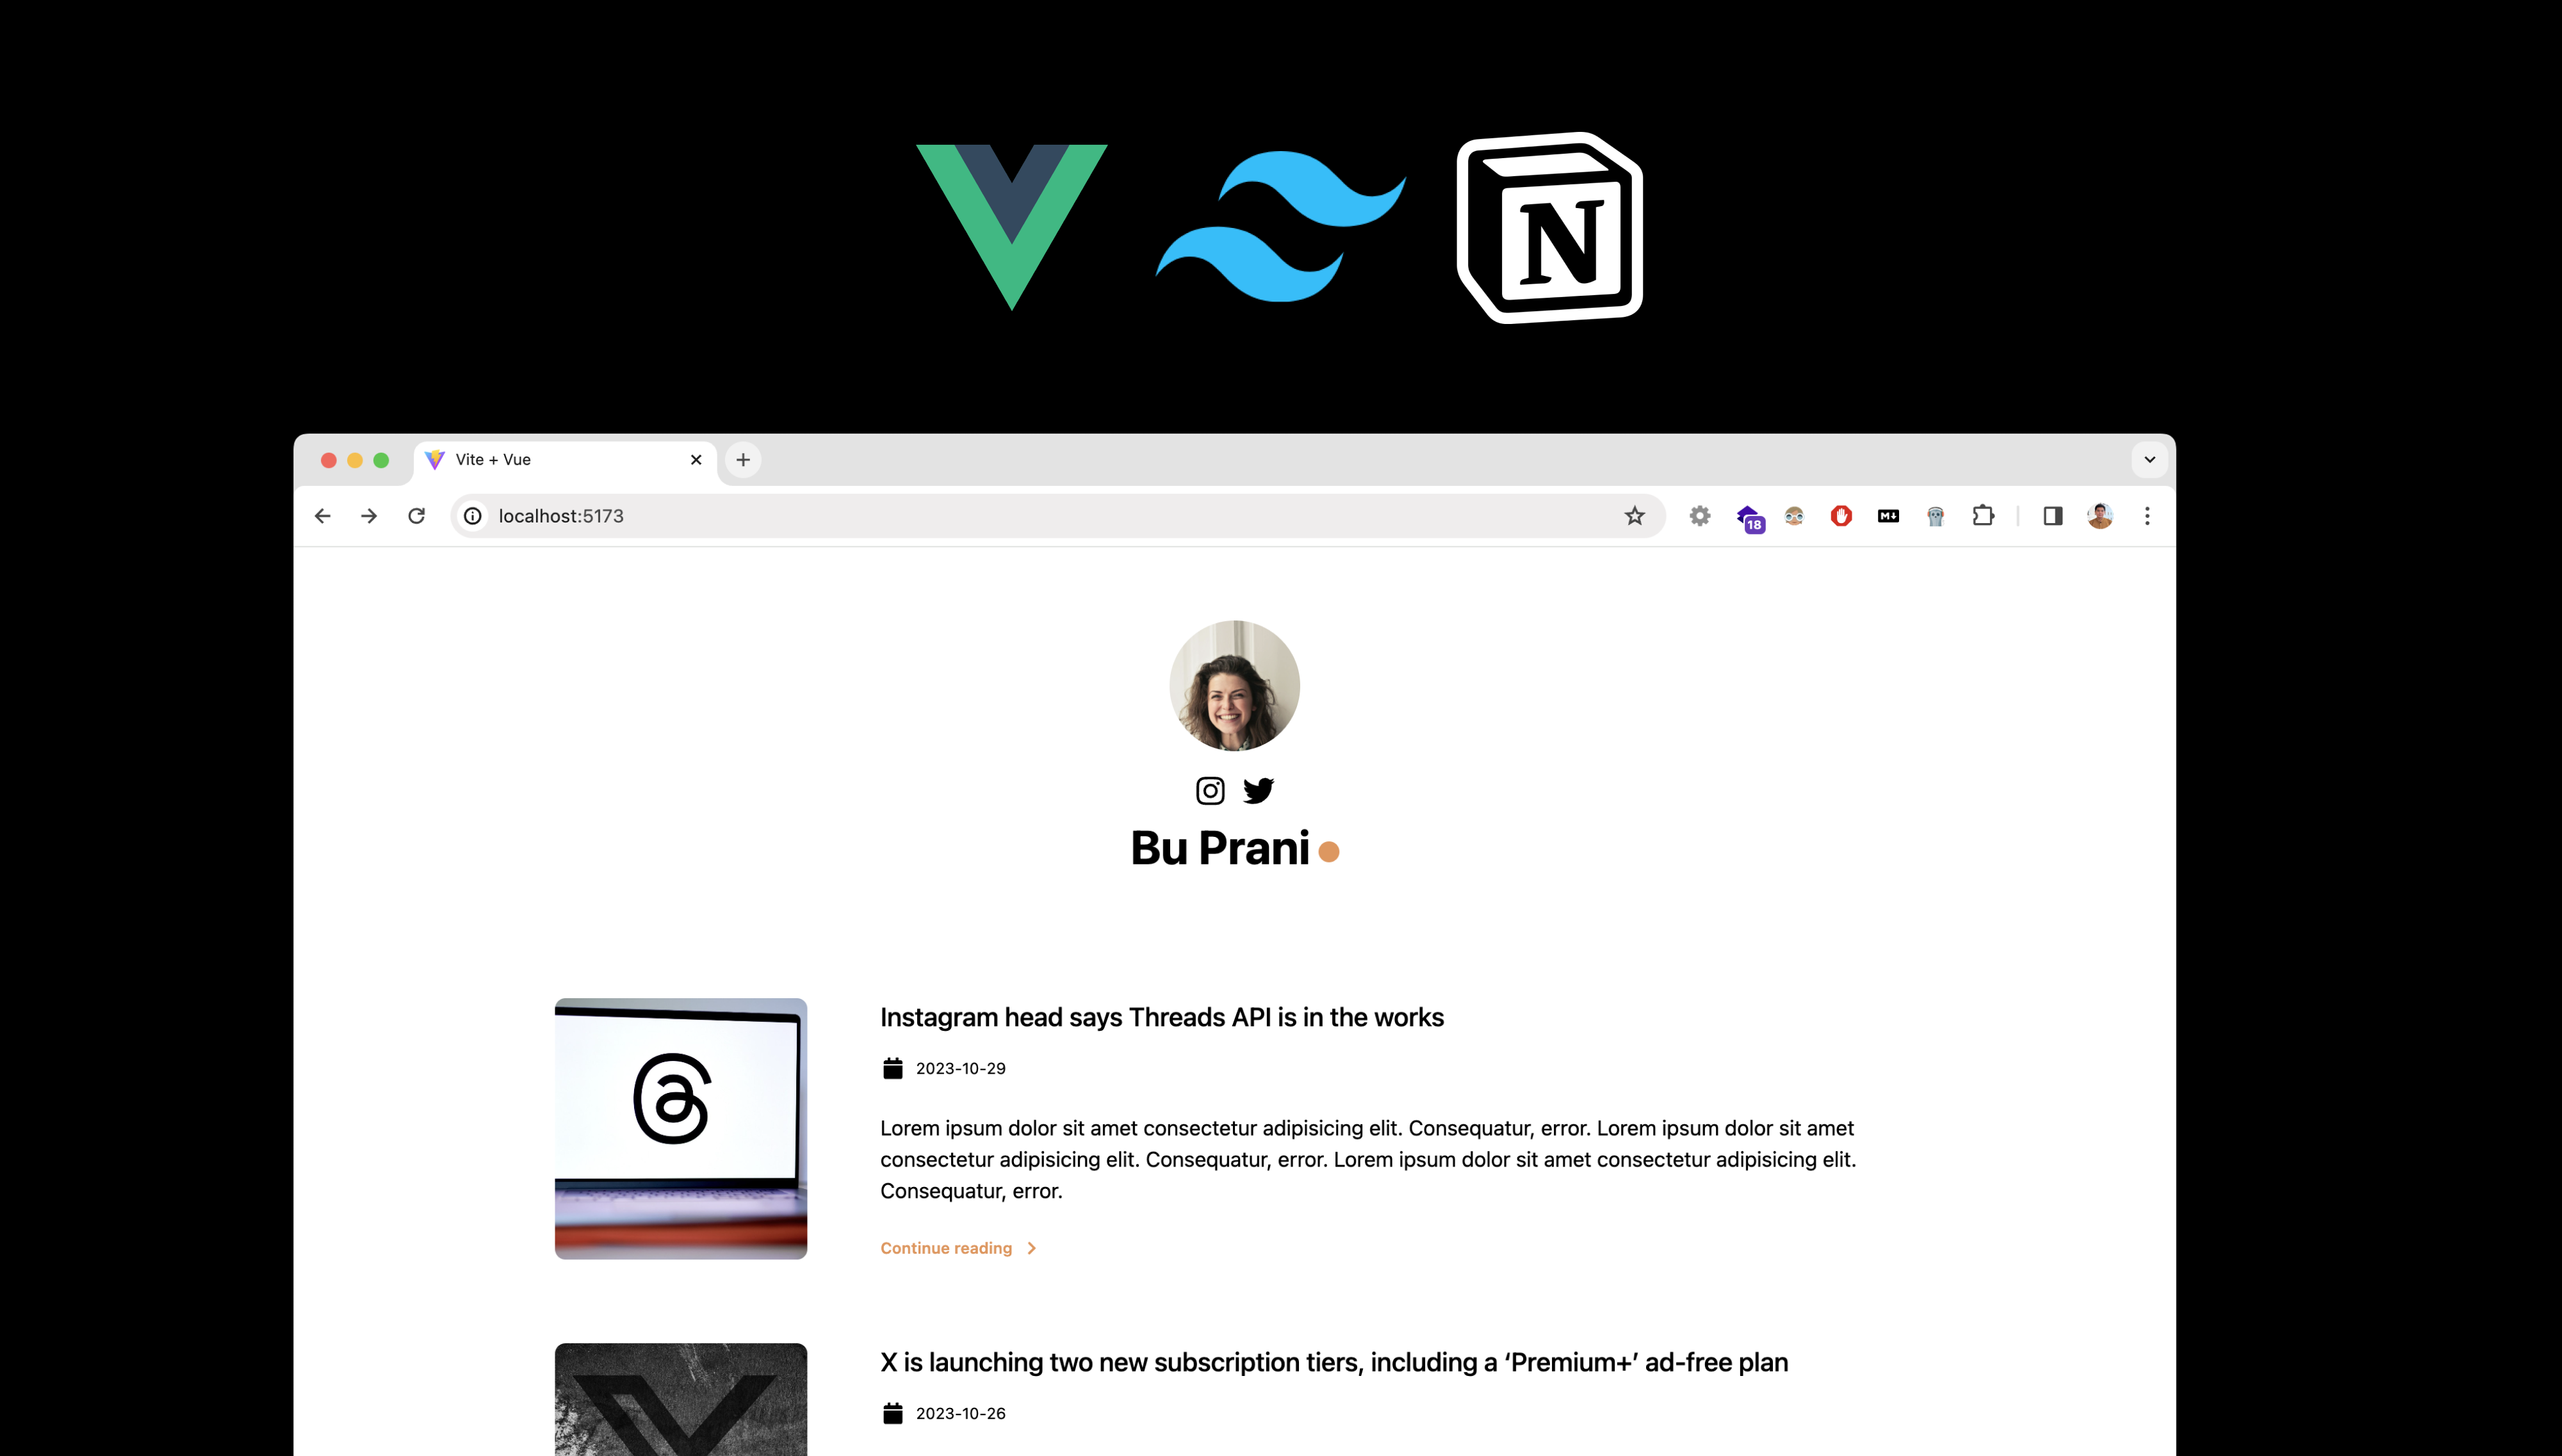 N
Vite + Vue
localhost:5173
18
M
Bu Prani
Instagram head says Threads API is in the works
2023-10-29
Lorem ipsum dolor sit amet consectetur adipisicing elit. Consequatur, error. Lorem ipsum dolor sit amet
consectetur adipisicing elit. Consequatur, error. Lorem ipsum dolor sit amet consectetur adipisicing elit.
Consequatur, error.
Continue reading
X is launching two new subscription tiers, including a ‘Premium+’ ad-free plan
2023-10-26